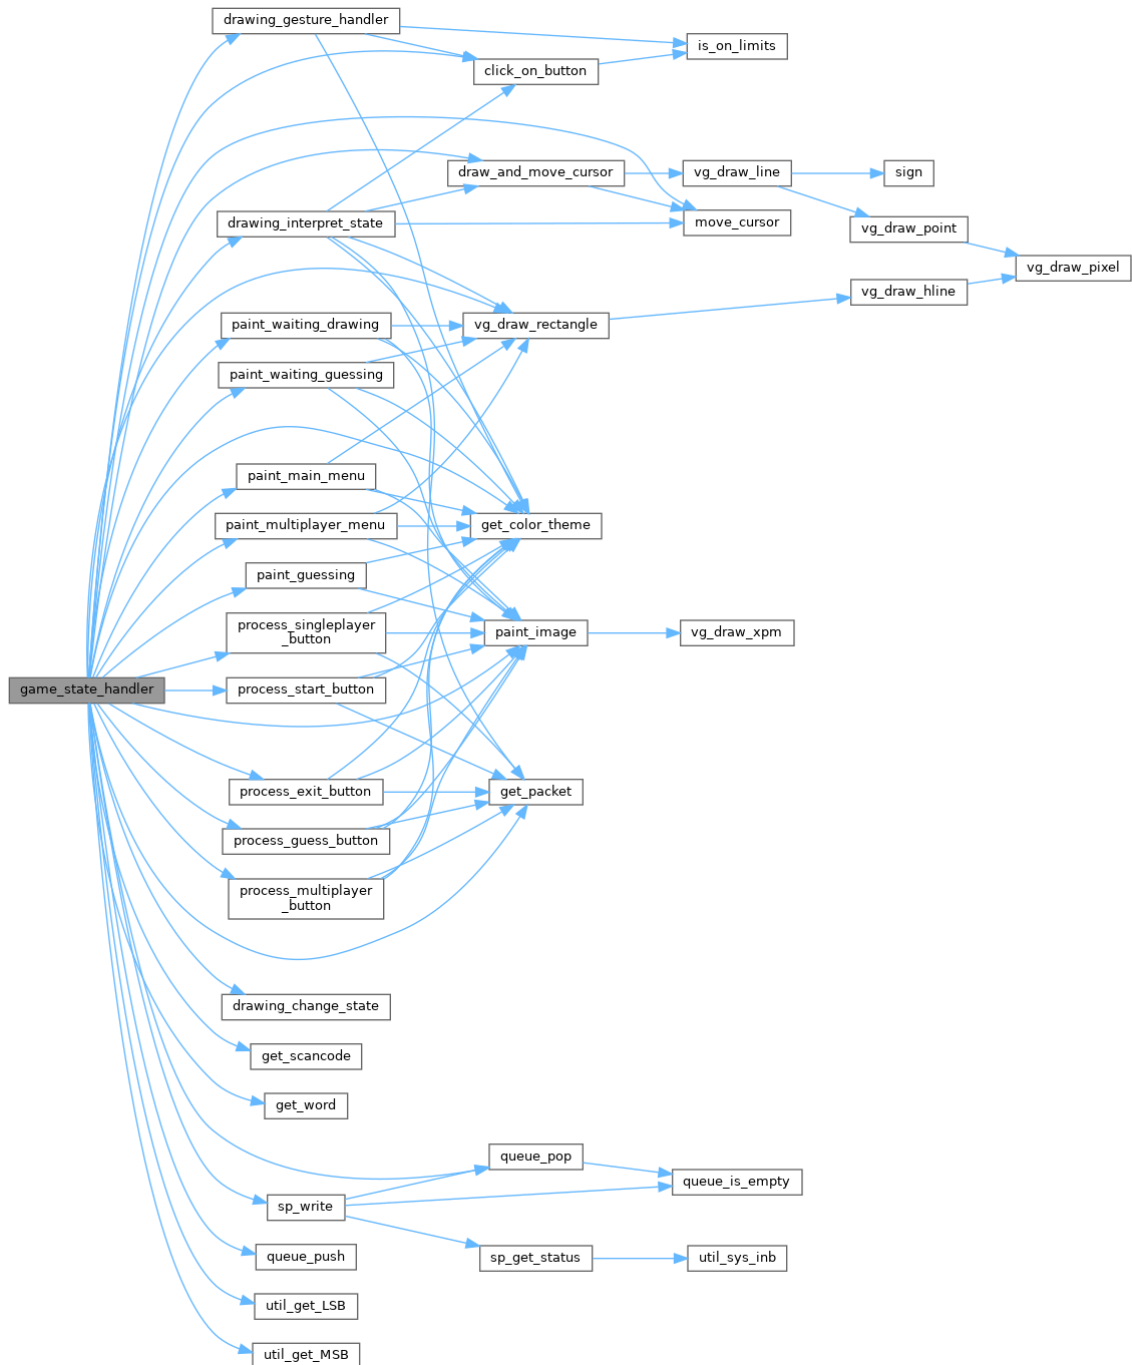 drawing_gesture_handler
is_on_limits
click_on_button
draw_and_move_cursor
vg_draw_line
sign
drawing_interpret_state
move_cursor
vg_draw_point
vg_draw_pixel
vg_draw_hline
paint_waiting_drawing
vg_draw_rectangle
paint_waiting_guessing
paint_main_menu
paint_multiplayer_menu
get_color_theme
paint_guessing
process_singleplayer
_button
paint_image
vg_draw_xpm
game_state_handler
process_start_button
process_exit_button
get_packet
process_guess_button
process_multiplayer
_button
drawing_change_state
get_scancode
get_word
queue_pop
queue_is_empty
sp_write
queue_push
sp_get_status
util_sys_inb
util_get_LSB
util_get_MSB